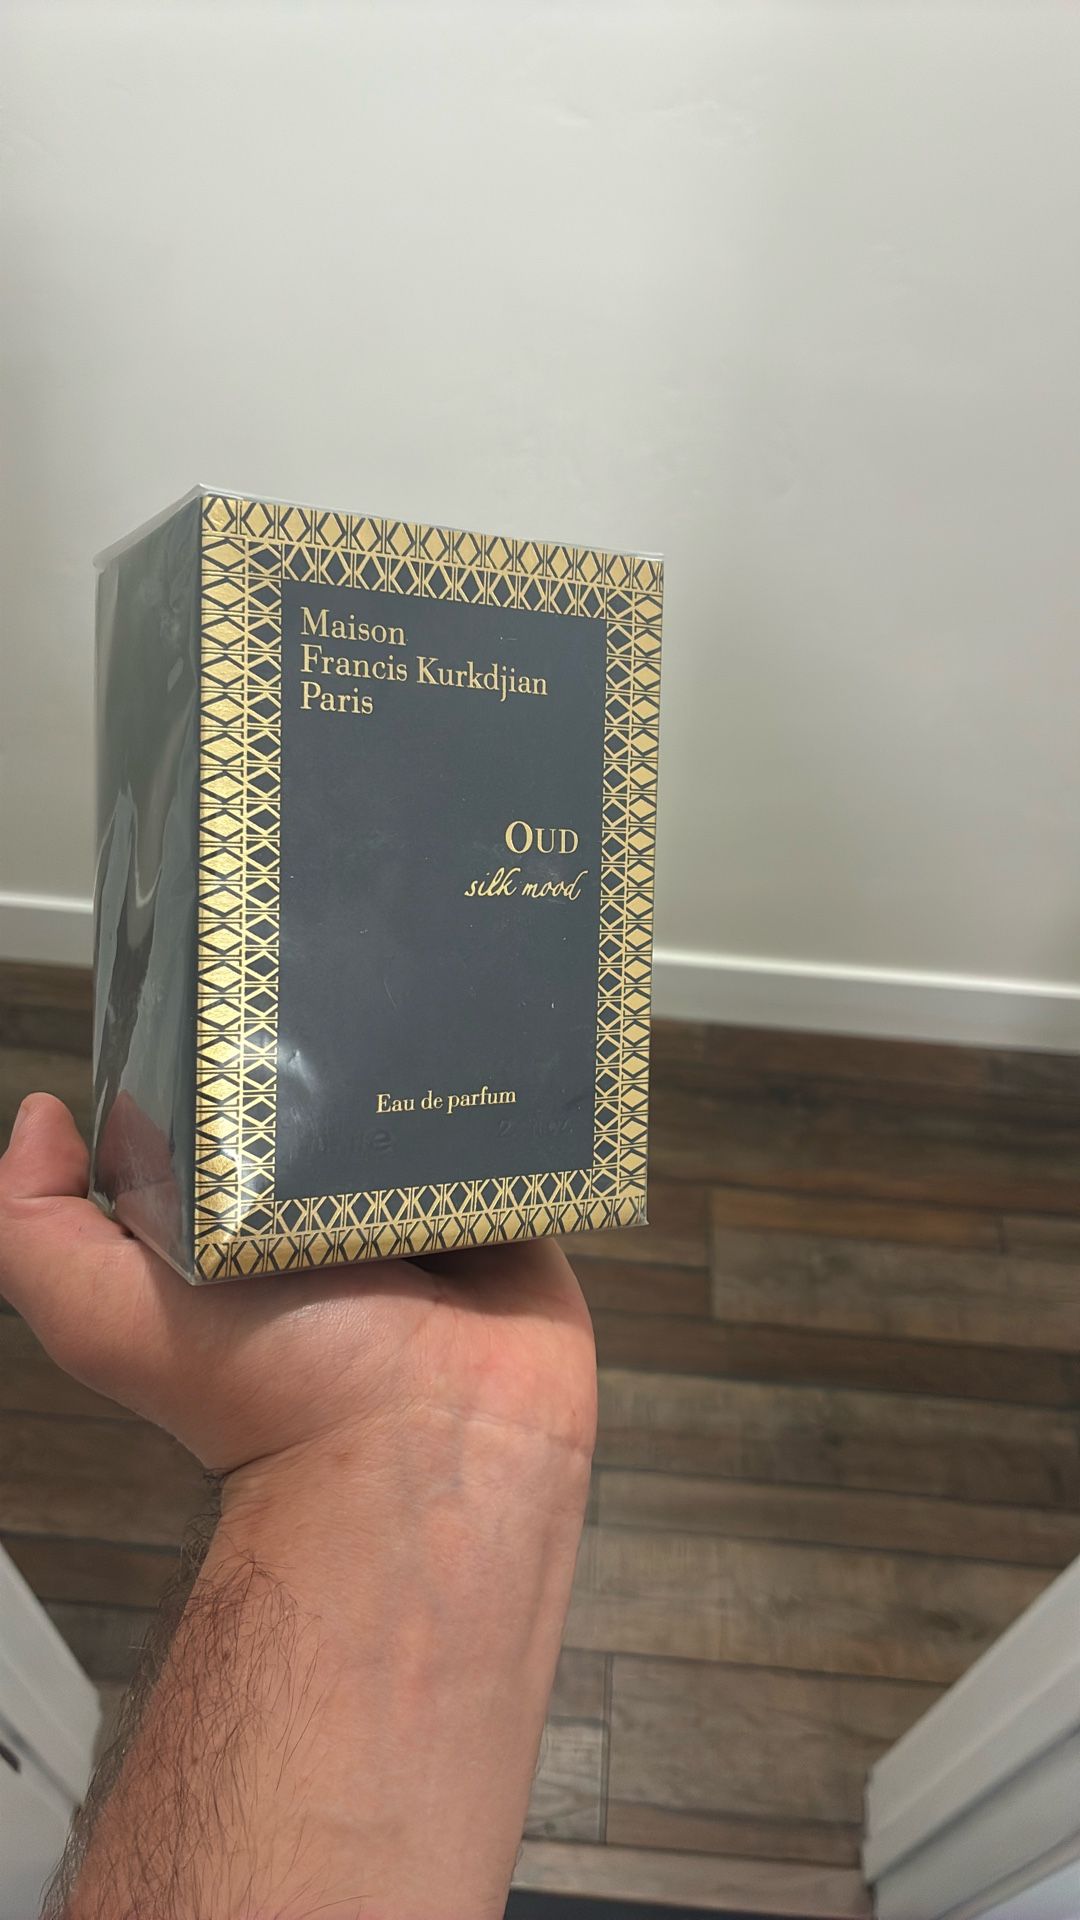 Maison
Francis Kurkdjian
Paris
OUD
silk mood
Eau de parfum